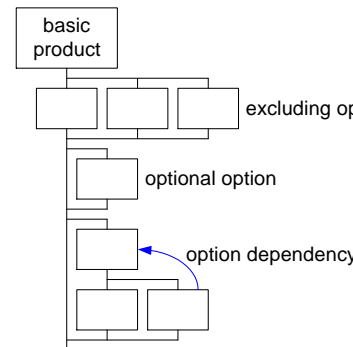 basic
product
excluding op
optional option
option dependency